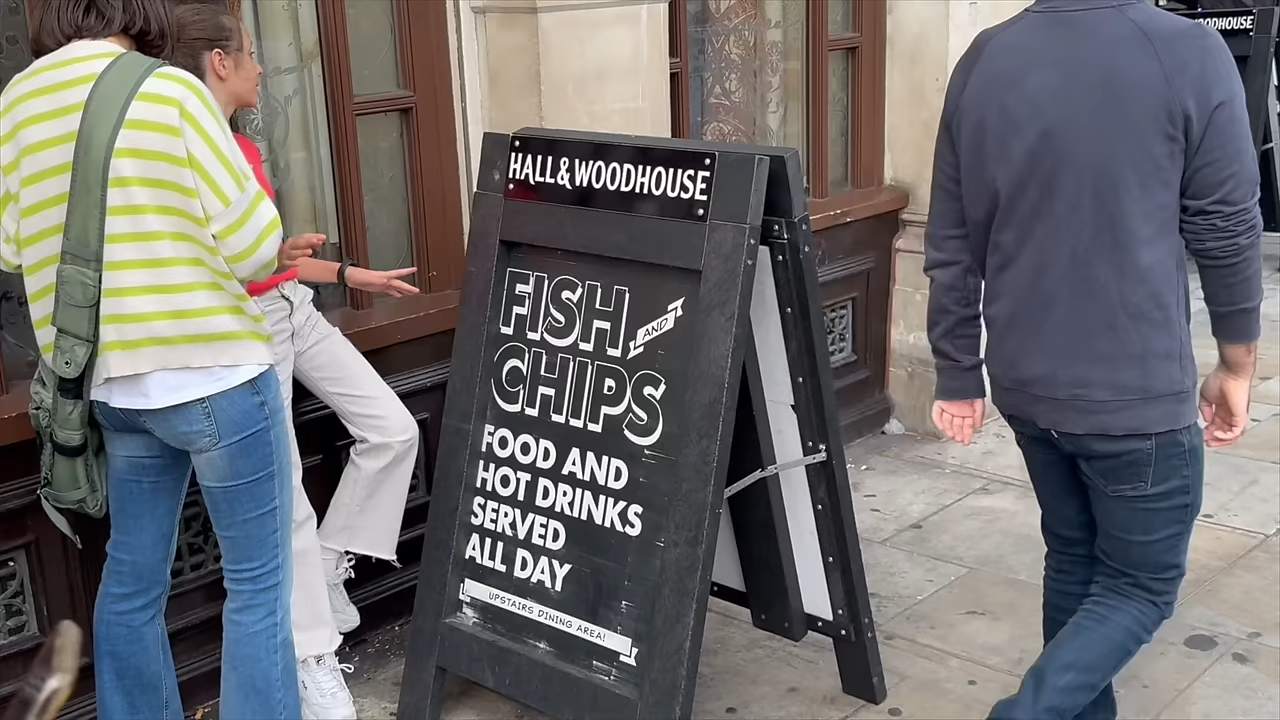 HALL&WOODHOUSE
FISH AND
CHIPS
FOOD AND
HOT DRINKS
SERVED
ALL DAY
UPSTAIRS DINING AREA!
WOODHOUSE